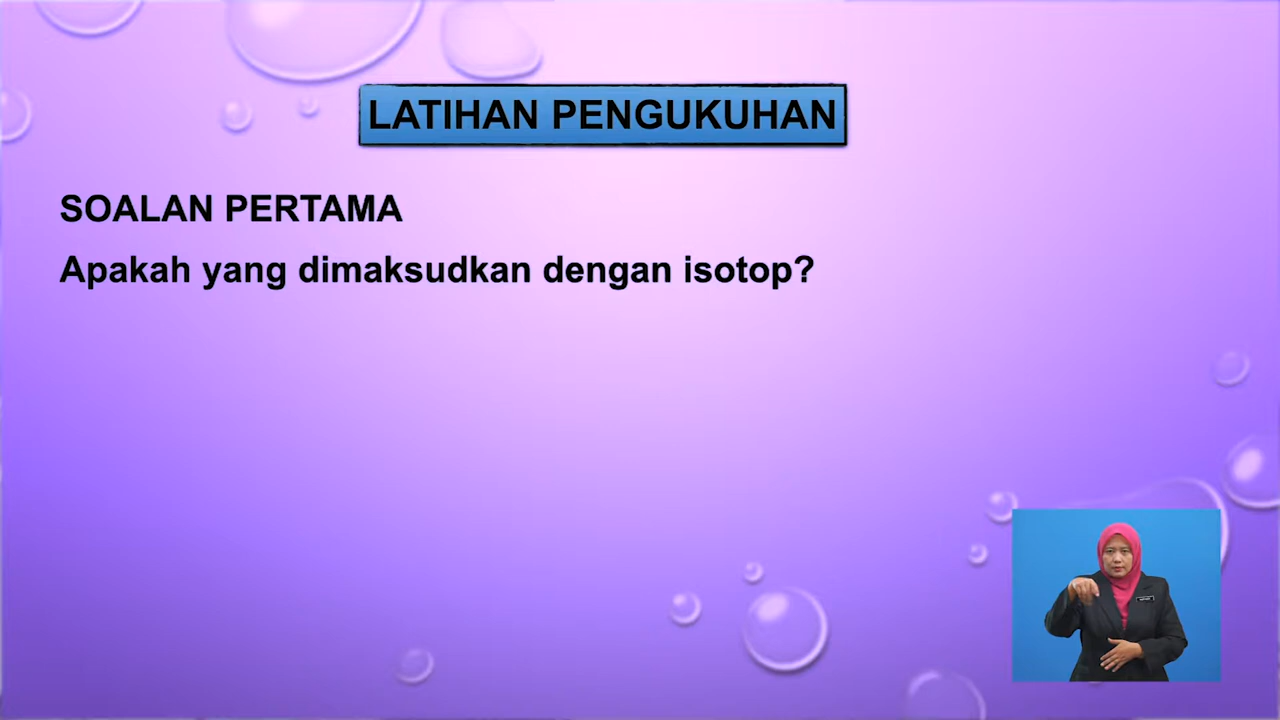 LATIHAN PENGUKUHAN
SOALAN PERTAMA
Apakah yang dimaksudkan dengan isotop?